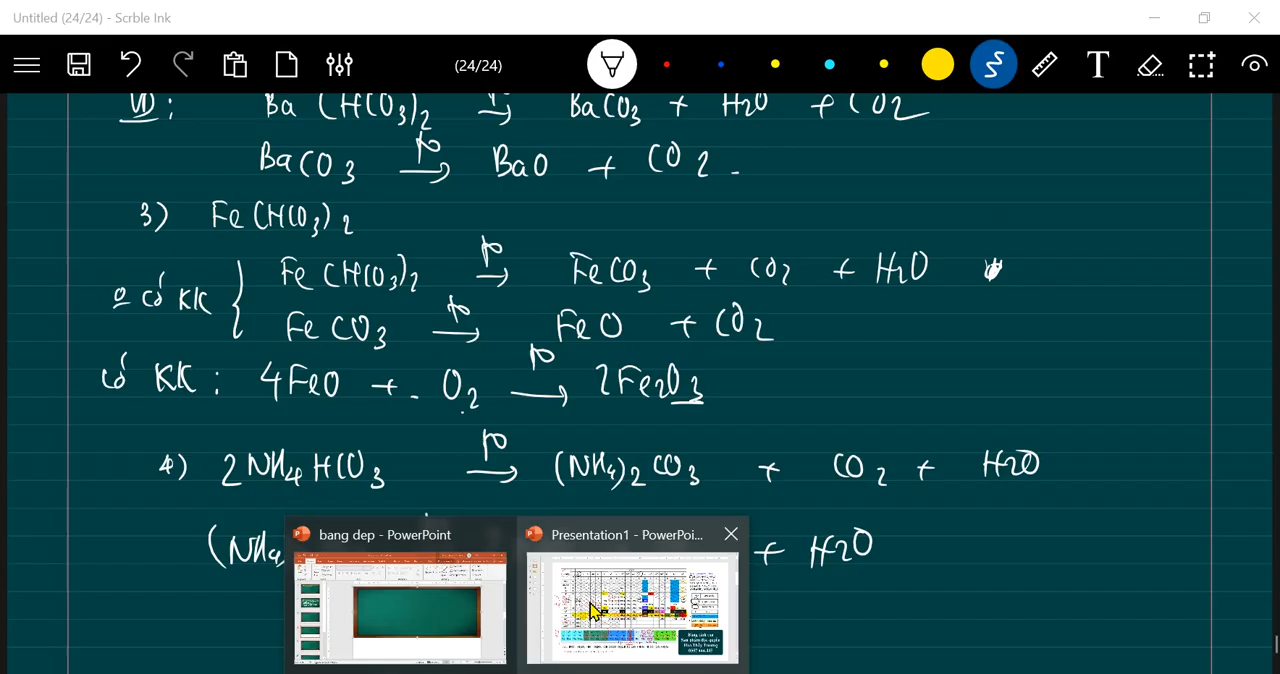 Untitled (24/24) - Scrble Ink
(24/24)
VD: Ba(HCO3)2 →t° BaCO3 + H2O + CO2
BaCO3 →t° BaO + CO2.
3) Fe(HCO3)2
o có KK { Fe(HCO3)2 →t° FeCO3 + CO2 + H2O
FeCO3 →t° FeO + CO2
có KK: 4FeO + O2 →t° 2Fe2O3
4) 2NH4HCO3 →t° (NH4)2CO3 + CO2 + H2O
bang dep - PowerPoint
Presentation1 - PowerPoi...
(NH4 + H2O